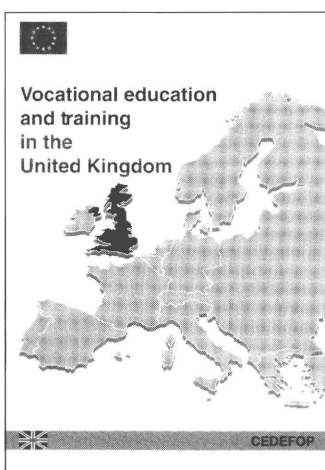 Vocational education
and training
in the
United Kingdom
CEDEFOP